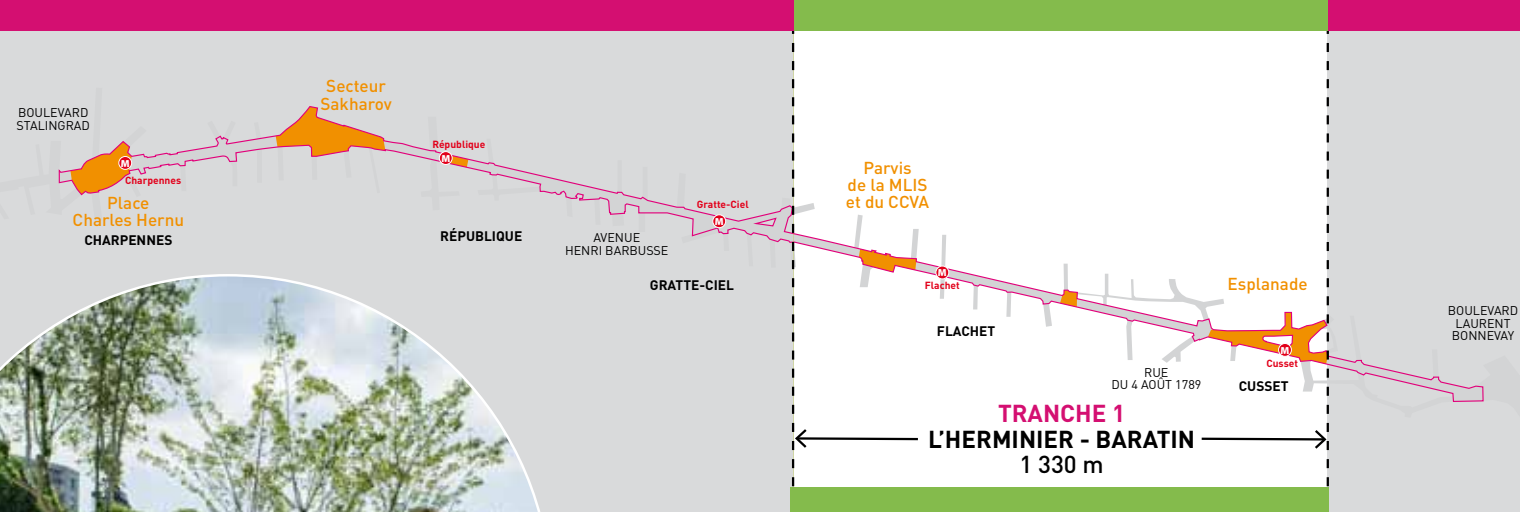 BOULEVARD
STALINGRAD
M
Charpennes
Place
Charles Hernu
CHARPENNES
Secteur
Sakharov
République
M
RÉPUBLIQUE
AVENUE
HENRI BARBUSSE
Gratte-Ciel
M
GRATTE-CIEL
Parvis
de la MLIS
et du CCVA
M
Flachet
FLACHET
RUE
DU 4 AOÛT 1789
Esplanade
M
Cusset
CUSSET
BOULEVARD
LAURENT
BONNEVAY
TRANCHE 1
L'HERMINIER - BARATIN
1 330 m